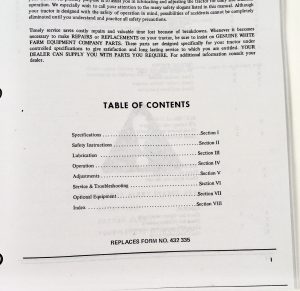 operation. We especially wish to call your attention to the many safety slogans listed in this manual. Although
your tractor is designed with the safety of operation in mind, possibilities of accidents cannot be completely
eliminated until you understand and practice all safety precautions.
Timely service saves costly repairs and valuable time lost because of breakdowns. Whenever it becomes
necessary to make REPAIRS or REPLACEMENTS on your tractor, be sure to insist on GENUINE WHITE
FARM EQUIPMENT COMPANY PARTS. These parts are designed specifically for your tractor under
controlled specifications to give satisfaction and long lasting service to which you are entitled. YOUR
DEALER CAN SUPPLY YOU WITH PARTS YOU REQUIRE. For additional information consult your
dealer.
TABLE OF CONTENTS
Specifications ........................................ Section I
Safety Instructions .................................. Section II
Lubrication .......................................... Section III
Operation ............................................ Section IV
Adjustments .......................................... Section V
Service & Troubleshooting ............................ Section VI
Optional Equipment ................................... Section VII
Index ................................................ Section VIII
REPLACES FORM NO. 432 335
1